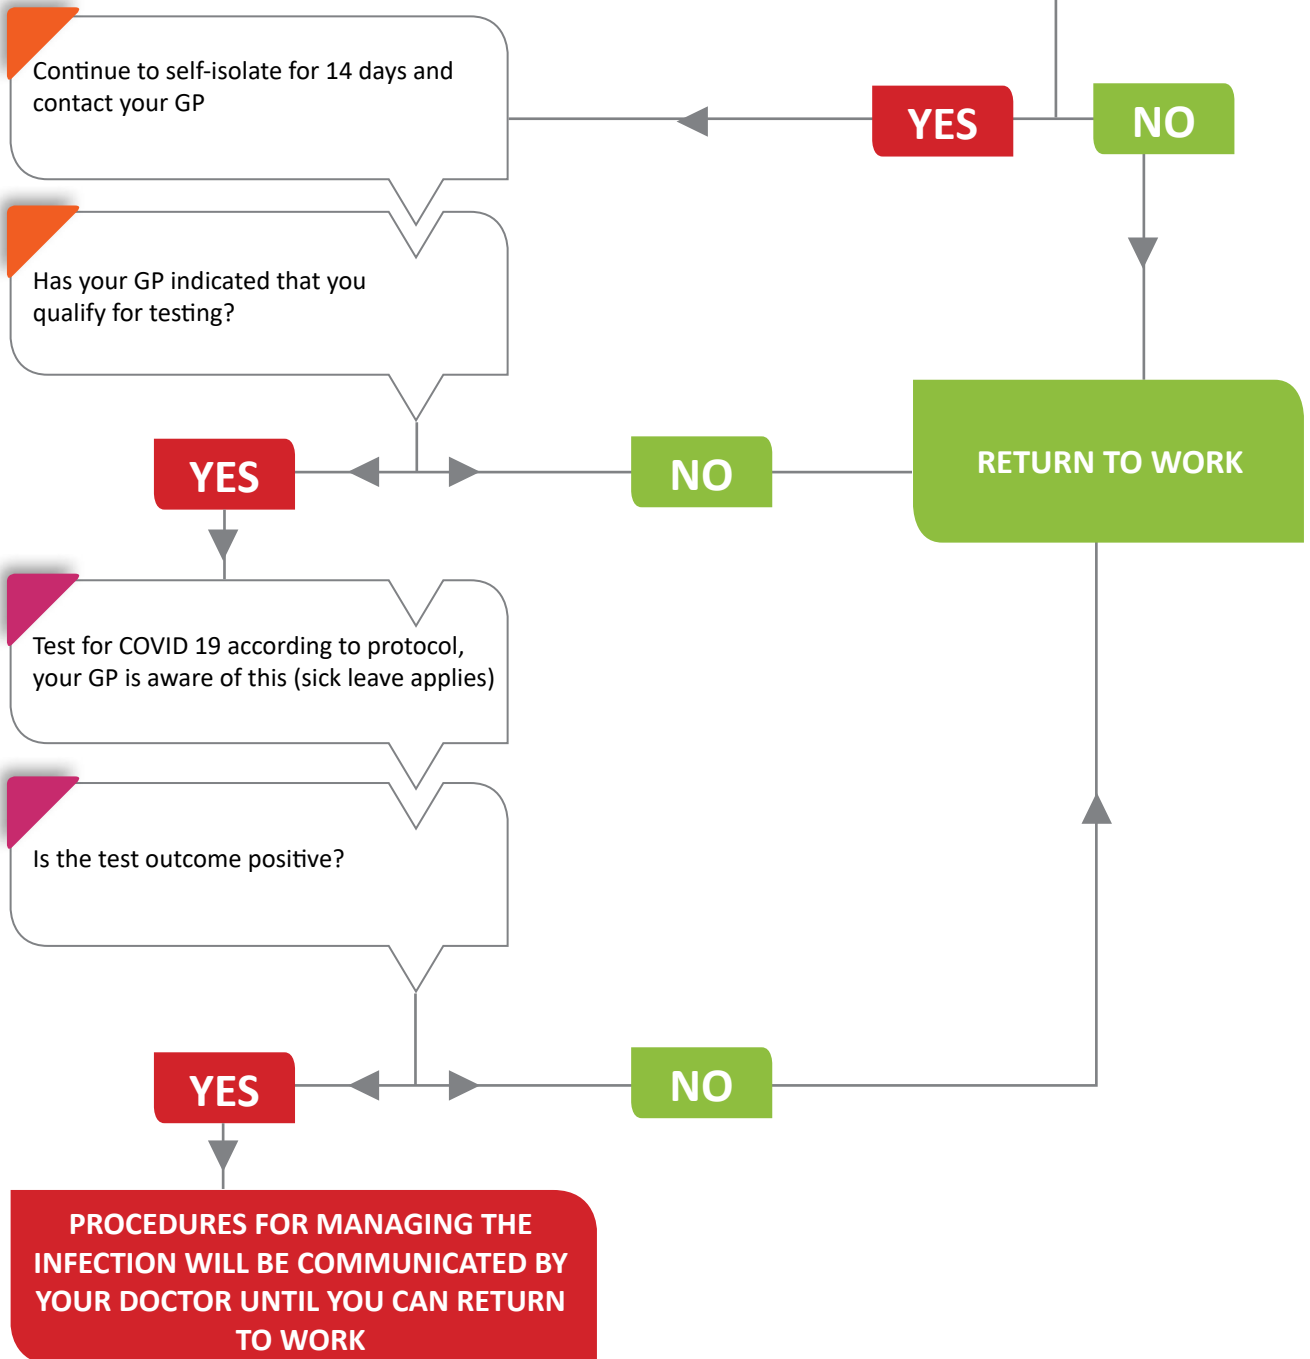 Continue to self-isolate for 14 days and
contact your GP
YES
NO
Has your GP indicated that you
qualify for testing?
YES
NO
RETURN TO WORK
Test for COVID 19 according to protocol,
your GP is aware of this (sick leave applies)
Is the test outcome positive?
YES
NO
PROCEDURES FOR MANAGING THE
INFECTION WILL BE COMMUNICATED BY
YOUR DOCTOR UNTIL YOU CAN RETURN
TO WORK